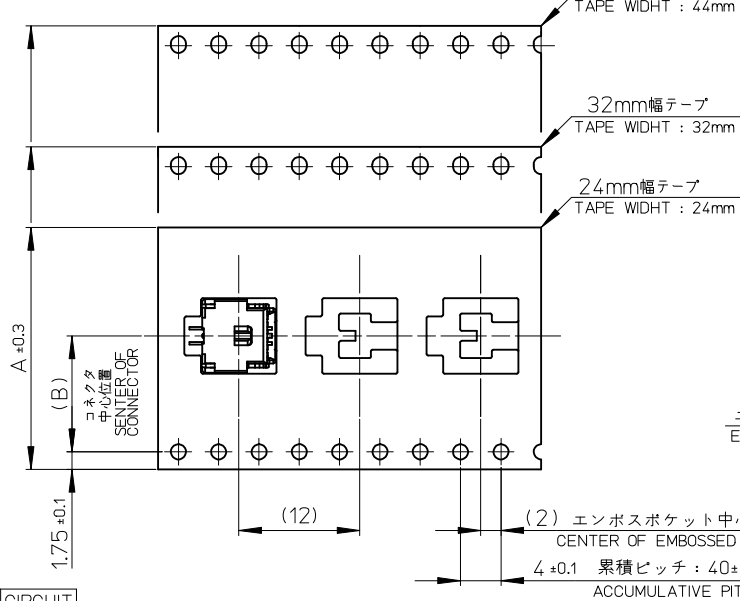 TAPE WIDHT : 44mm
32mm幅テープ
TAPE WIDHT : 32mm
24mm幅テープ
TAPE WIDHT : 24mm
A ±0.3
(B)
コネクタ
中心位置
SENTER OF
CONNECTOR
1.75 ±0.1
(12)
(2) エンボスポケット中
CENTER OF EMBOSSED
4 ±0.1 累積ピッチ : 40±
ACCUMULATIVE PIT
CIRCUIT